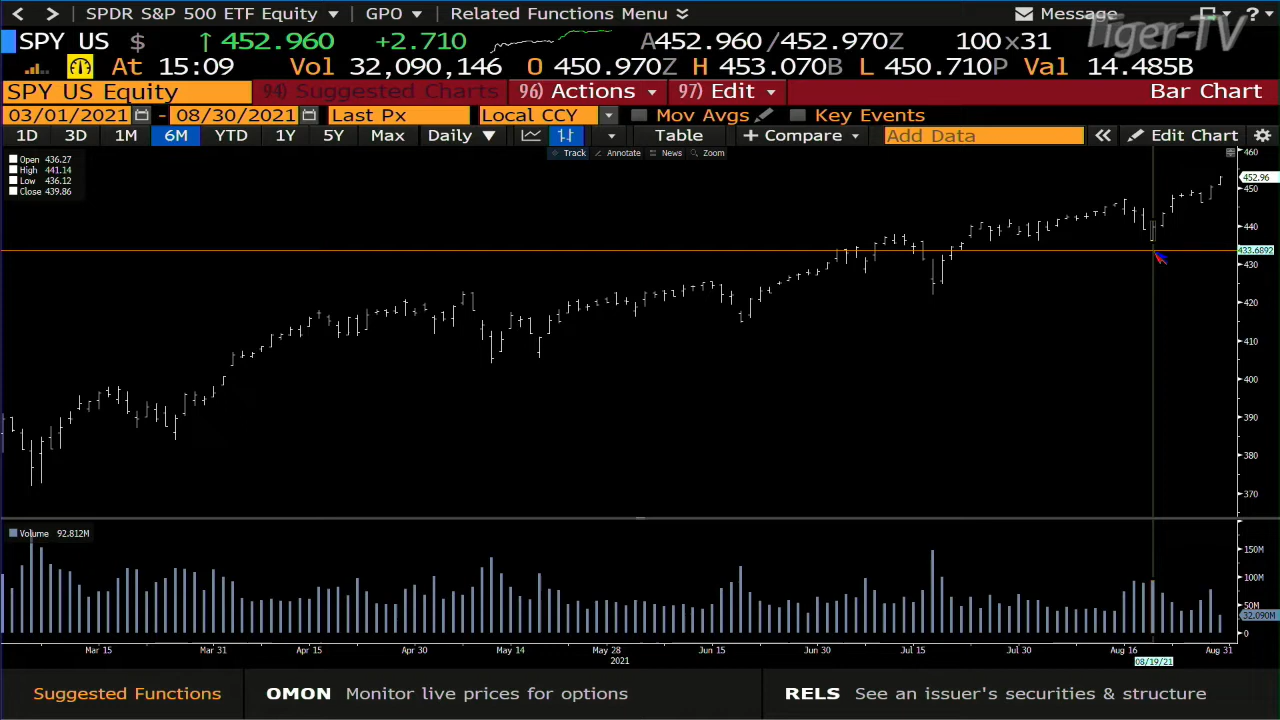 SPDR S&P 500 ETF Equity GPO Related Functions Menu Message ?
SPY US $ ↑ 452.960 +2.710 A452.960 /452.970Z 100 x 31
Tiger-TV
At 15:09 Vol 32,090,146 O 450.970Z H 453.070B L 450.710P Val 14.485B
SPY US Equity 94) Suggested Charts 96) Actions 97) Edit Bar Chart
03/01/2021 - 08/30/2021 Last Px Local CCY Mov Avgs Key Events
1D 3D 1M 6M YTD 1Y 5Y Max Daily ▼ Table + Compare Add Data « Edit Chart
Track Annotate News Zoom
Open 436.27
High 441.14
Low 436.12
Close 439.86
460
452.96
450
440
433.6892
430
420
410
400
390
380
370
Volume 92.812M
150M
100M
50M
32.090M
0
Mar 15 Mar 31 Apr 15 Apr 30 May 14 May 28 Jun 15 Jun 30 Jul 15 Jul 30 Aug 16 Aug 31
2021 08/19/21
Suggested Functions OMON Monitor live prices for options RELS See an issuer's securities & structure